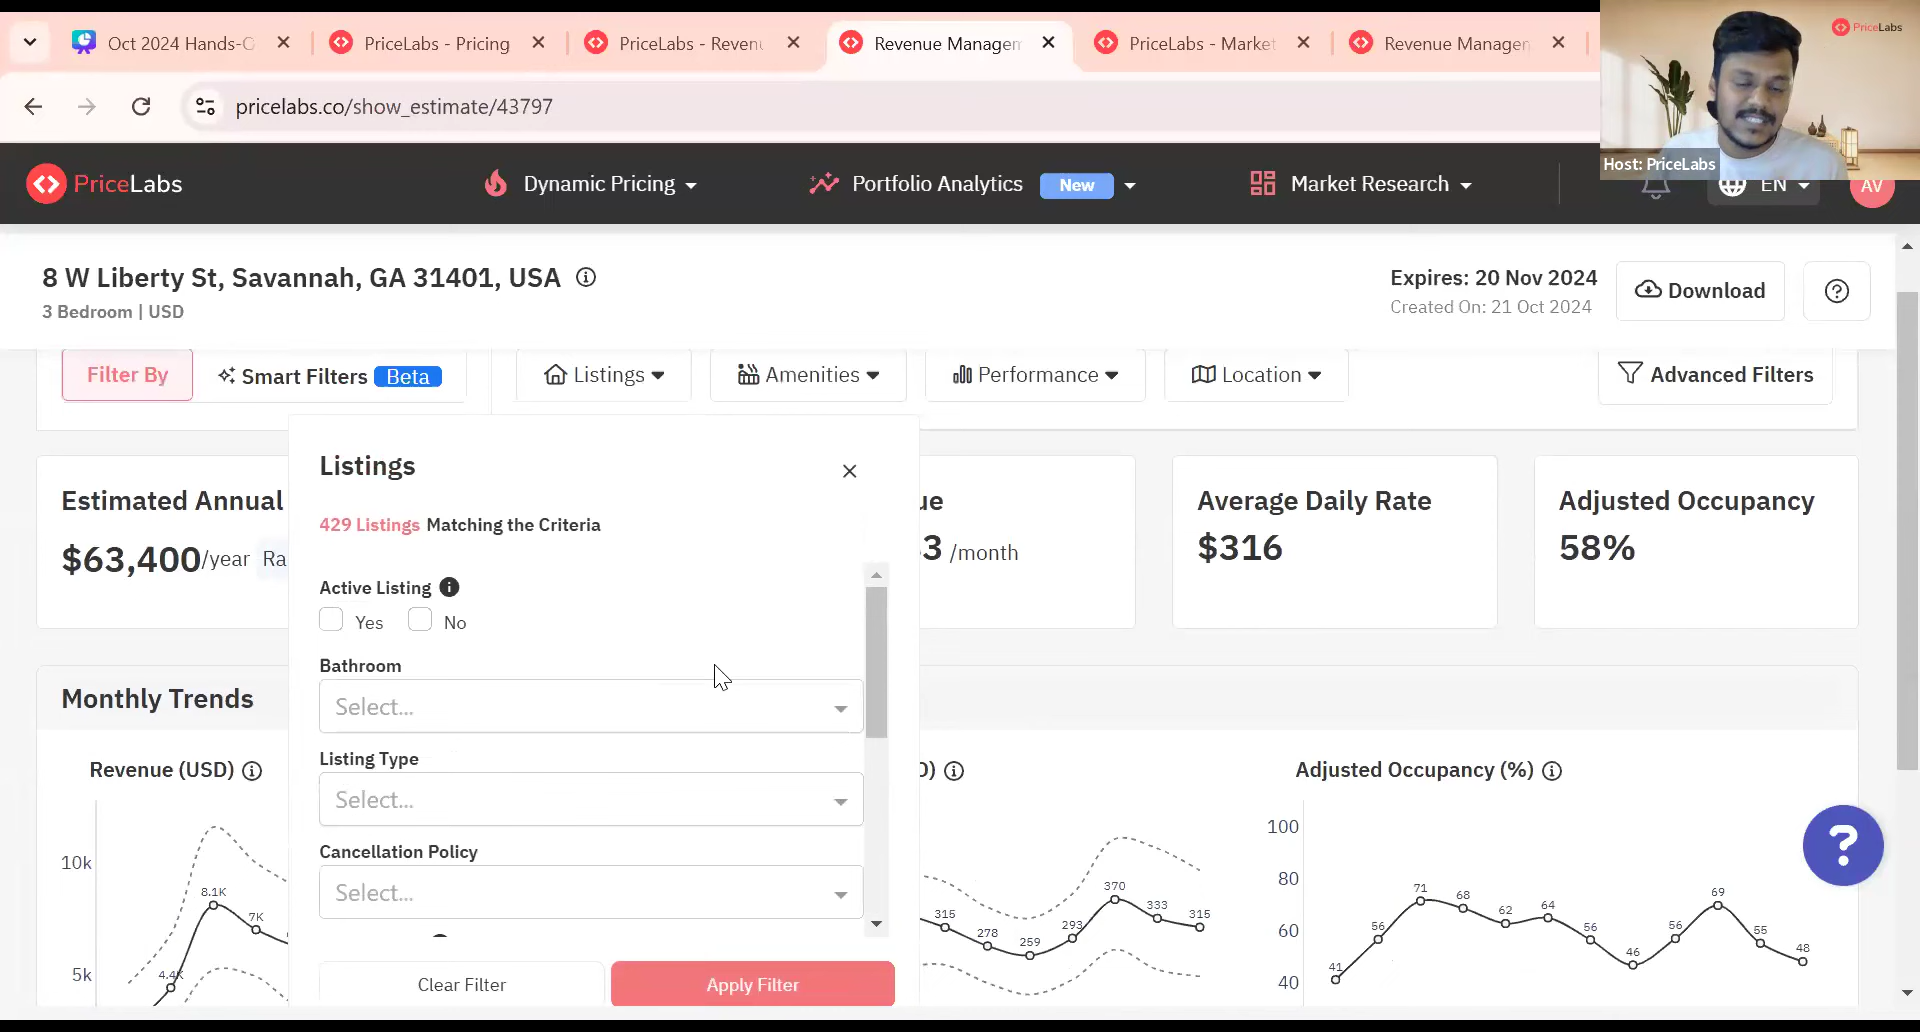 Oct 2024 Hands-O
PriceLabs - Pricing
PriceLabs - Revenu
Revenue Managem
PriceLabs - Market
Revenue Managem
PriceLabs
pricelabs.co/show_estimate/43797
Host: PriceLabs
PriceLabs
Dynamic Pricing
Portfolio Analytics
New
Market Research
EN
AV
8 W Liberty St, Savannah, GA 31401, USA
3 Bedroom | USD
Expires: 20 Nov 2024
Created On: 21 Oct 2024
Download
Filter By
Smart Filters Beta
Listings
Amenities
Performance
Location
Advanced Filters
Listings
429 Listings Matching the Criteria
Active Listing
Yes
No
Bathroom
Select...
Listing Type
Select...
Cancellation Policy
Select...
Clear Filter
Apply Filter
Estimated Annual
$63,400/year Ra
ue
3 /month
Average Daily Rate
$316
Adjusted Occupancy
58%
Monthly Trends
Revenue (USD)
10k
5k
8.1K
7K
4.4K
D)
315
278
259
293
370
333
315
Adjusted Occupancy (%)
100
80
60
40
41
56
71
68
62
64
56
46
56
69
55
48